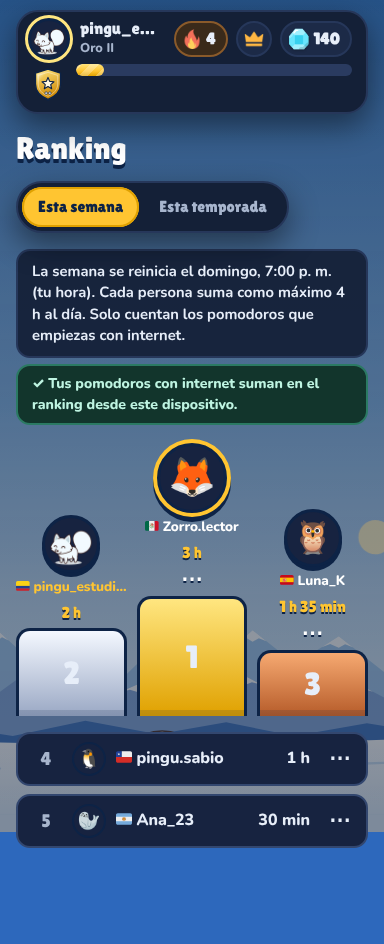 pingu_e...
Oro II
4
140
Ranking
Esta semana
Esta temporada
La semana se reinicia el domingo, 7:00 p. m.
(tu hora). Cada persona suma como máximo 4
h al día. Solo cuentan los pomodoros que
empiezas con internet.
✓ Tus pomodoros con internet suman en el
ranking desde este dispositivo.
Zorro.lector
3 h
...
pingu_estudi...
2 h
Luna_K
1 h 35 min
...
1
2
3
4 pingu.sabio 1 h ...
5 Ana_23 30 min ...